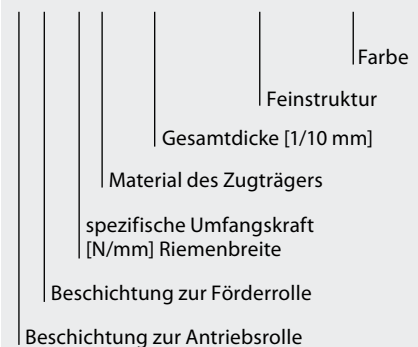 Farbe
Feinstruktur
Gesamtdicke [1/10 mm]
Material des Zugträgers
spezifische Umfangskraft
[N/mm] Riemenbreite
Beschichtung zur Förderrolle
Beschichtung zur Antriebsrolle